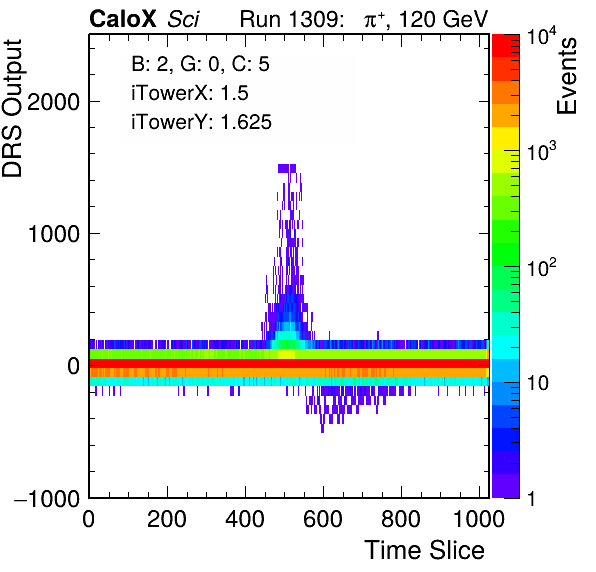 CaloX Sci Run 1309: π⁺, 120 GeV
B: 2, G: 0, C: 5
iTowerX: 1.5
iTowerY: 1.625
DRS Output
2000
1000
0
−1000
0 200 400 600 800 1000
Time Slice
Events
10⁴
10³
10²
10
1